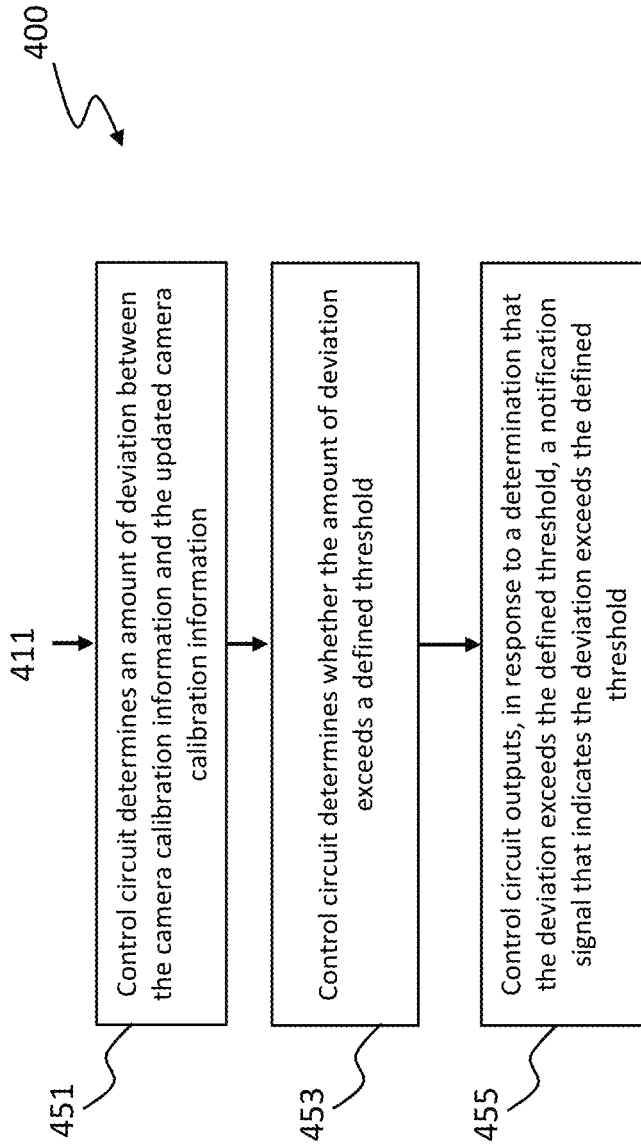 400
411
451
Control circuit determines an amount of deviation between
the camera calibration information and the updated camera
calibration information
453
Control circuit determines whether the amount of deviation
exceeds a defined threshold
455
Control circuit outputs, in response to a determination that
the deviation exceeds the defined threshold, a notification
signal that indicates the deviation exceeds the defined
threshold